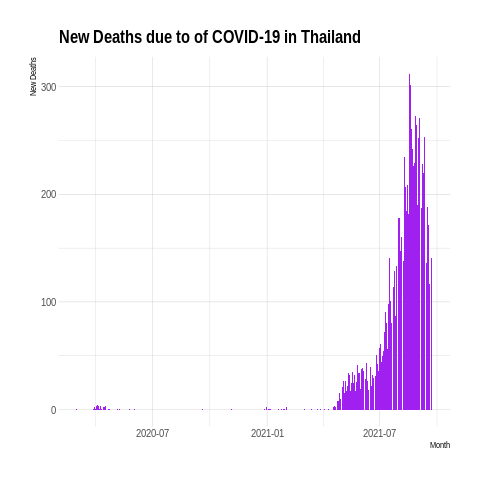 New Deaths due to of COVID-19 in Thailand
New Deaths
300
200
100
0
2020-07 2021-01 2021-07
Month